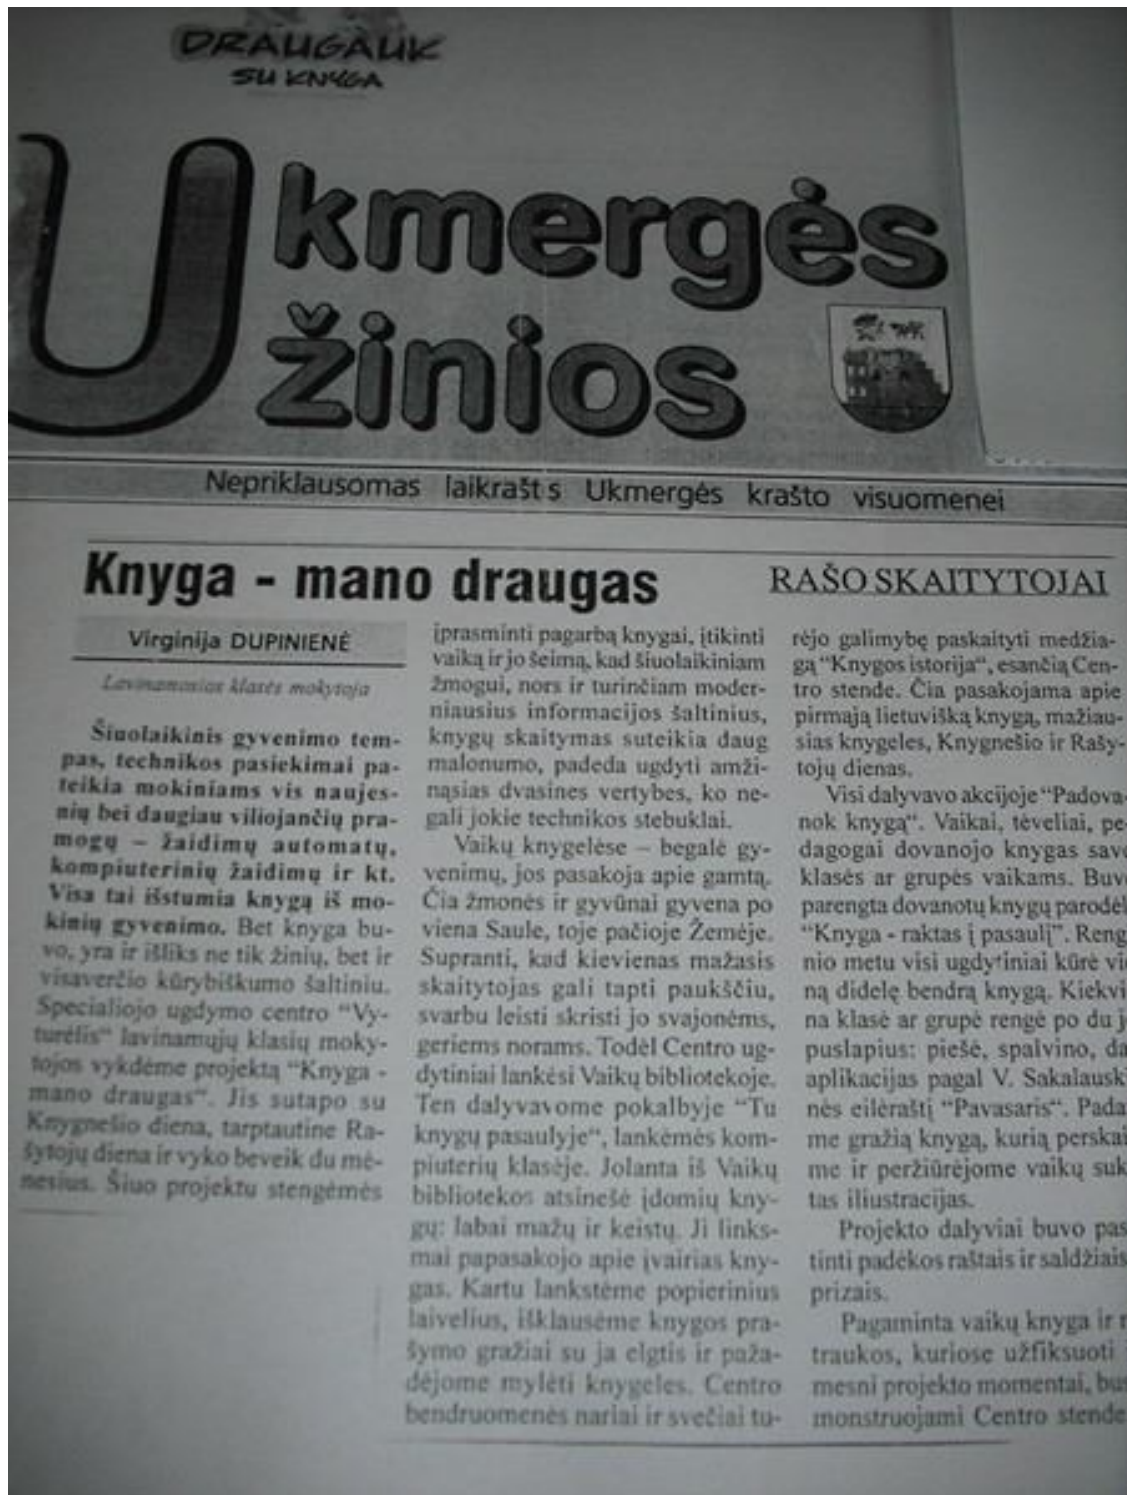 DRAUGAUK
SU KNYGA
Ukmergės
žinios
Nepriklausomas laikraštis Ukmergės krašto visuomenei
Knyga - mano draugas
RAŠO SKAITYTOJAI
Virginija DUPINIENĖ
Lavinamosios klasės mokytoja
Šiuolaikinis gyvenimo tem-
pas, technikos pasiekimai pa-
teikia mokiniams vis naujes-
nių bei daugiau viliojančių pra-
mogų – žaidimų automatų,
kompiuterinių žaidimų ir kt.
Visa tai išstumia knygą iš mo-
kinių gyvenimo. Bet knyga bu-
vo, yra ir išliks ne tik žinių, bet ir
visaverčio kūrybiškumo šaltiniu.
Specialiojo ugdymo centro “Vy-
turėlis“ lavinamųjų klasių moky-
tojos vykdėme projektą “Knyga -
mano draugas“. Jis sutapo su
Knygnešio diena, tarptautine Ra-
šytojų diena ir vyko beveik du mė-
nesius. Šiuo projektu stengėmės
įprasminti pagarbą knygai, įtikinti
vaiką ir jo šeimą, kad šiuolaikiniam
žmogui, nors ir turinčiam moder-
niausius informacijos šaltinius,
knygų skaitymas suteikia daug
malonumo, padeda ugdyti amži-
nąsias dvasines vertybes, ko ne-
gali jokie technikos stebuklai.
Vaikų knygelėse – begalė gy-
venimų, jos pasakoja apie gamtą.
Čia žmonės ir gyvūnai gyvena po
viena Saule, toje pačioje Žemėje.
Supranti, kad kievienas mažasis
skaitytojas gali tapti paukščiu,
svarbu leisti skristi jo svajonėms,
geriems norams. Todėl Centro ug-
dytiniai lankėsi Vaikų bibliotekoje.
Ten dalyvavome pokalbyje “Tu
knygų pasaulyje“, lankėmės kom-
piuterių klasėje. Jolanta iš Vaikų
bibliotekos atsinešė įdomių kny-
gų: labai mažų ir keistų. Ji links-
mai papasakojo apie įvairias kny-
gas. Kartu lankstėme popierinius
laivelius, išklausėme knygos pra-
šymo gražiai su ja elgtis ir paža-
dėjome mylėti knygeles. Centro
bendruomenės nariai ir svečiai tu-
rėjo galimybę paskaityti medžia-
gą “Knygos istorija“, esančią Cen-
tro stende. Čia pasakojama apie
pirmąją lietuvišką knygą, mažiau-
sias knygeles, Knygnešio ir Rašy-
tojų dienas.
Visi dalyvavo akcijoje “Padova-
nok knygą“. Vaikai, tėveliai, pe-
dagogai dovanojo knygas sav
klasės ar grupės vaikams. Buv
parengta dovanotų knygų parodėl
“Knyga - raktas į pasaulį”. Reng
nio metu visi ugdytiniai kūrė vie
ną didelę bendrą knygą. Kiekvi
na klasė ar grupė rengė po du j
puslapius: piešė, spalvino, da
aplikacijas pagal V. Sakalausk
nės eilėraštį “Pavasaris“. Pada
me gražią knygą, kurią perskai
me ir peržiūrėjome vaikų suk
tas iliustracijas.
Projekto dalyviai buvo pas
tinti padėkos raštais ir saldžiais
prizais.
Pagaminta vaikų knyga ir
traukos, kuriose užfiksuoti
mesni projekto momentai, bu
monstruojami Centro stende